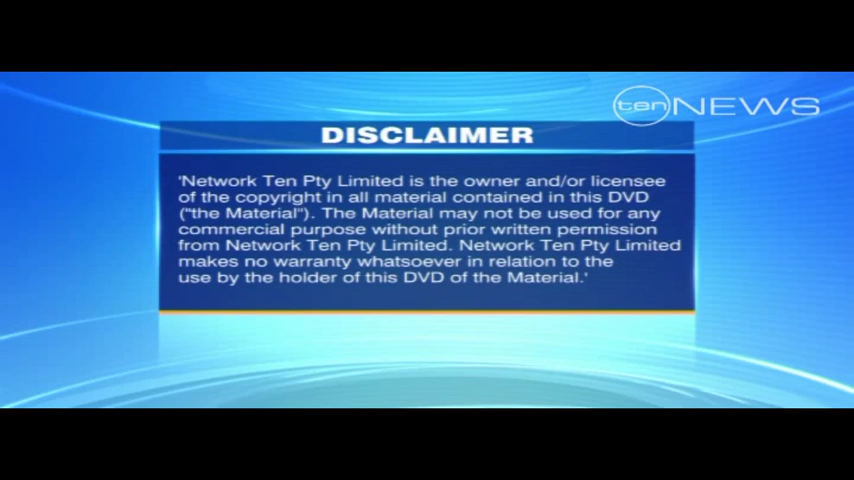 ten NEWS
DISCLAIMER
'Network Ten Pty Limited is the owner and/or licensee
of the copyright in all material contained in this DVD
("the Material"). The Material may not be used for any
commercial purpose without prior written permission
from Network Ten Pty Limited. Network Ten Pty Limited
makes no warranty whatsoever in relation to the
use by the holder of this DVD of the Material.'